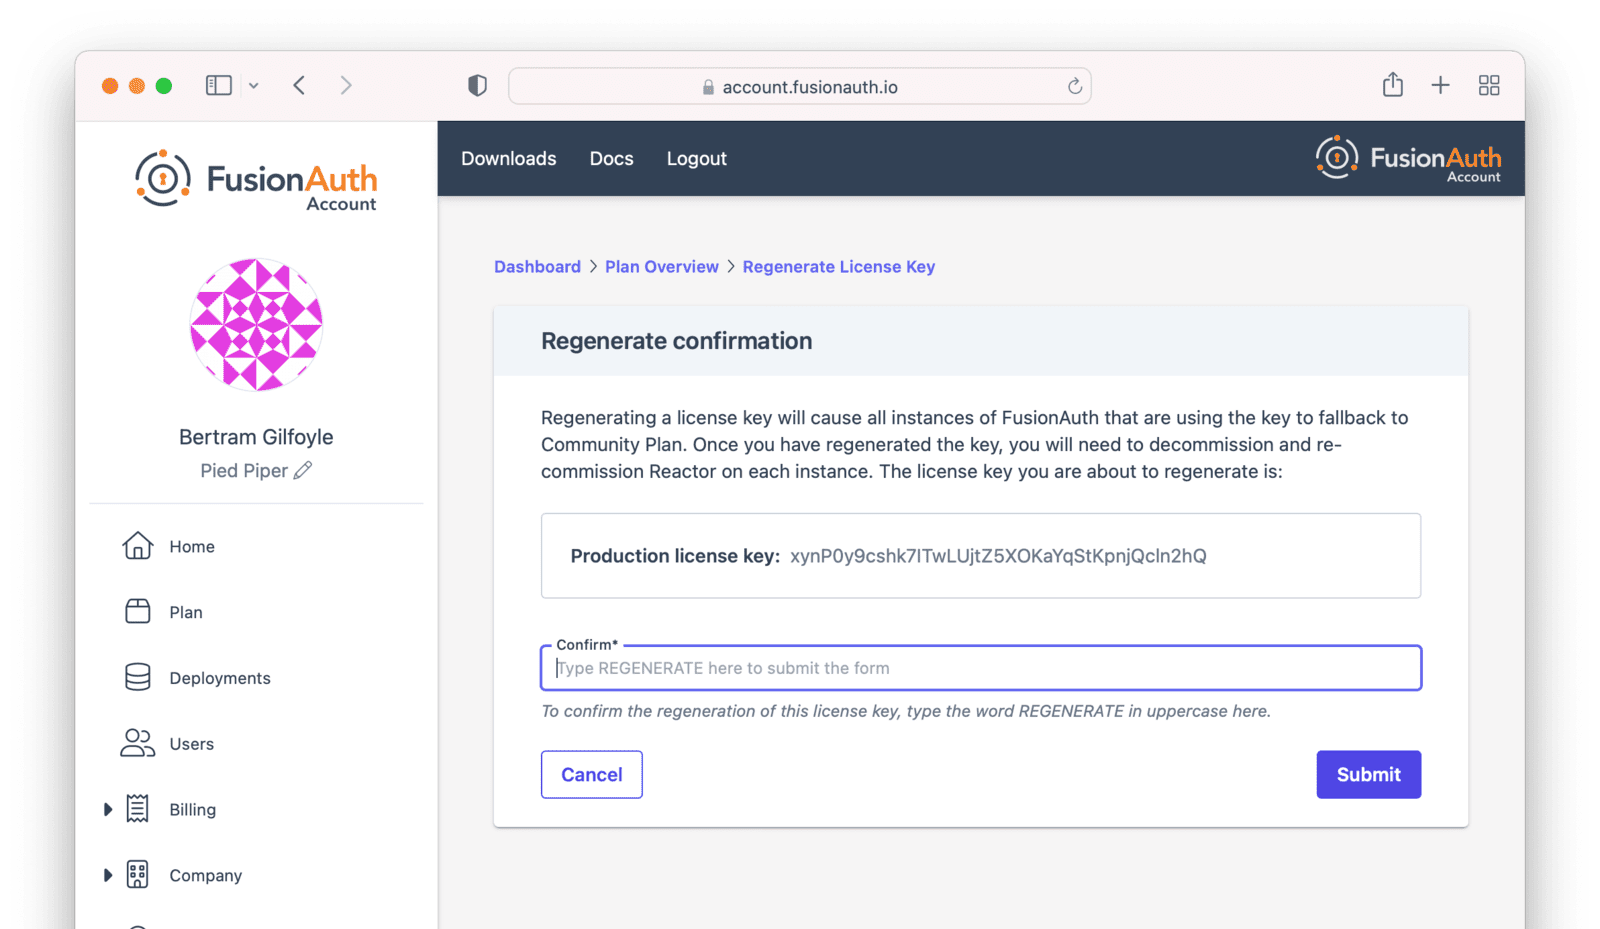 account.fusionauth.io
FusionAuth
Account
Downloads
Docs
Logout
FusionAuth
Account
Bertram Gilfoyle
Pied Piper
Home
Plan
Deployments
Users
Billing
Company
Dashboard > Plan Overview > Regenerate License Key
Regenerate confirmation
Regenerating a license key will cause all instances of FusionAuth that are using the key to fallback to
Community Plan. Once you have regenerated the key, you will need to decommission and re-
commission Reactor on each instance. The license key you are about to regenerate is:
Production license key: xynP0y9cshk7ITwLUjtZ5XOKaYqStKpnjQcln2hQ
Confirm*
Type REGENERATE here to submit the form
To confirm the regeneration of this license key, type the word REGENERATE in uppercase here.
Cancel
Submit